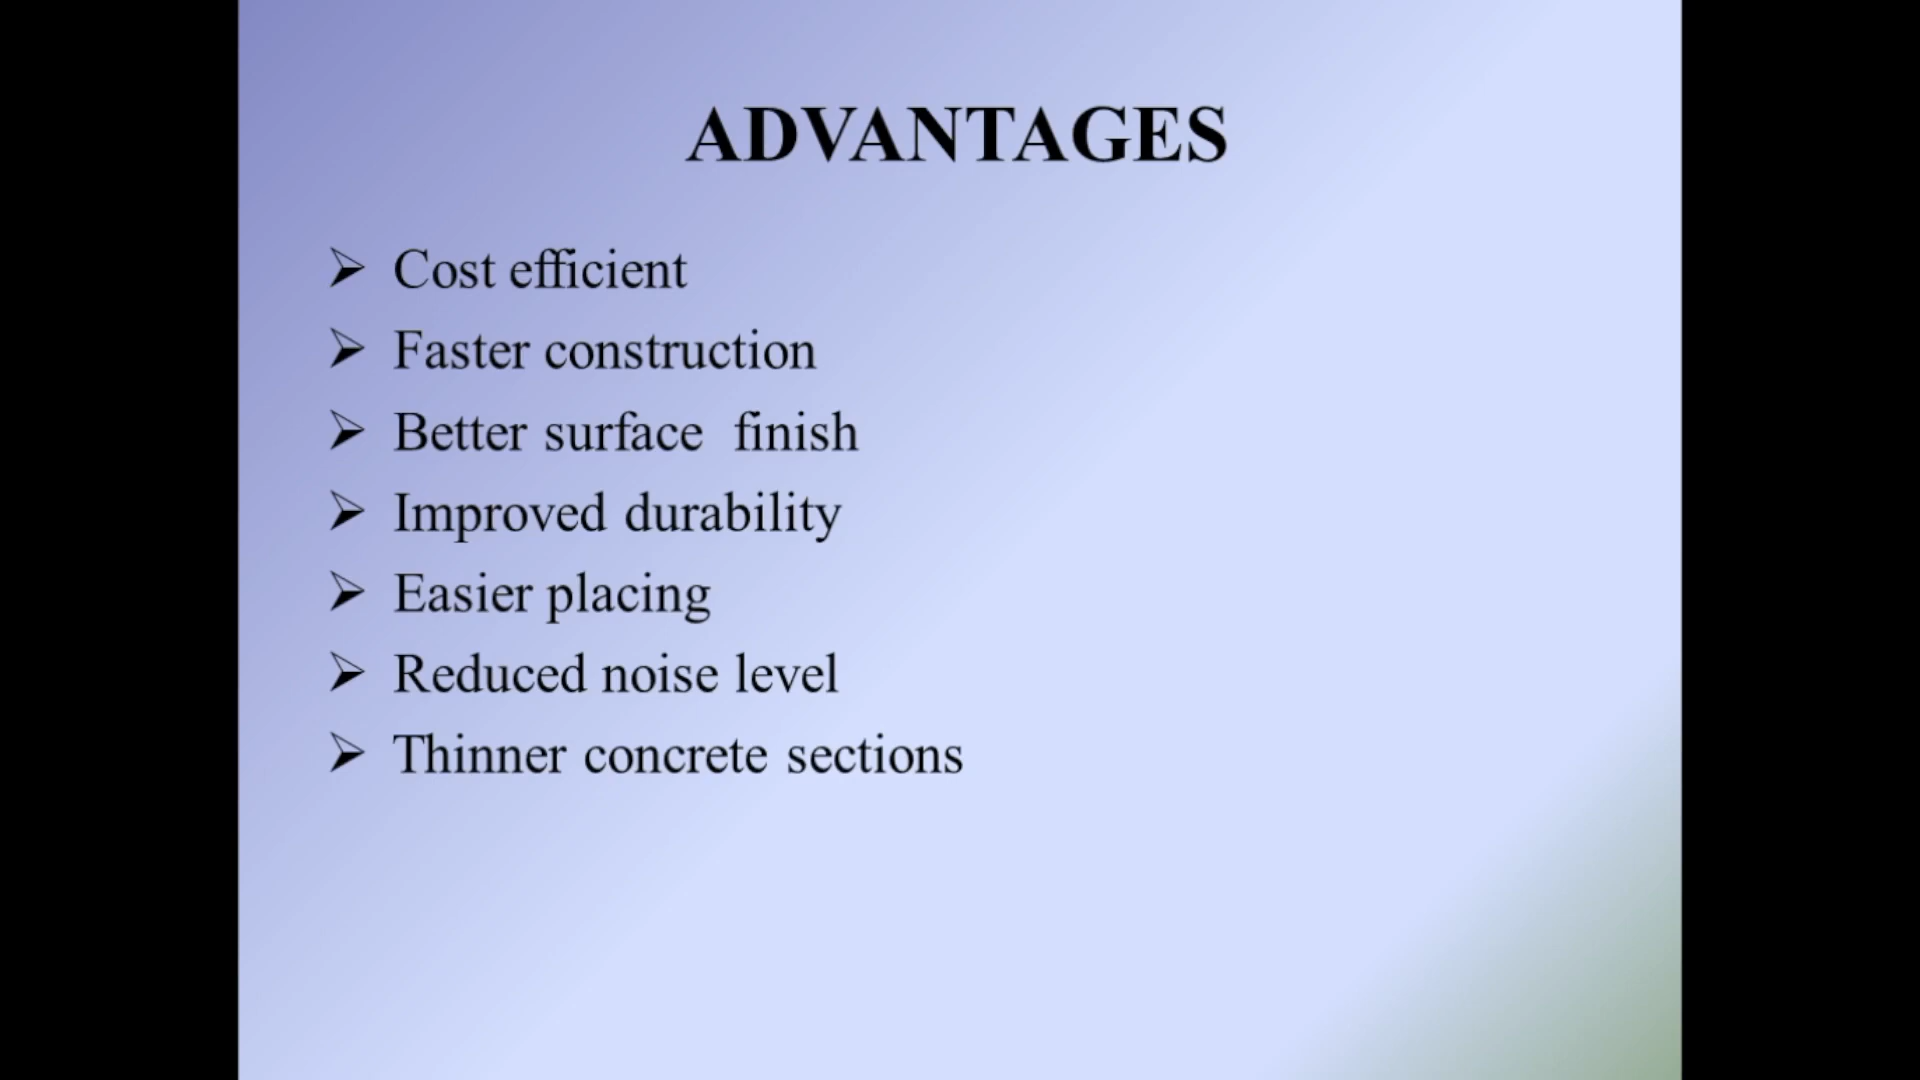 ADVANTAGES
➢ Cost efficient
➢ Faster construction
➢ Better surface  finish
➢ Improved durability
➢ Easier placing
➢ Reduced noise level
➢ Thinner concrete sections